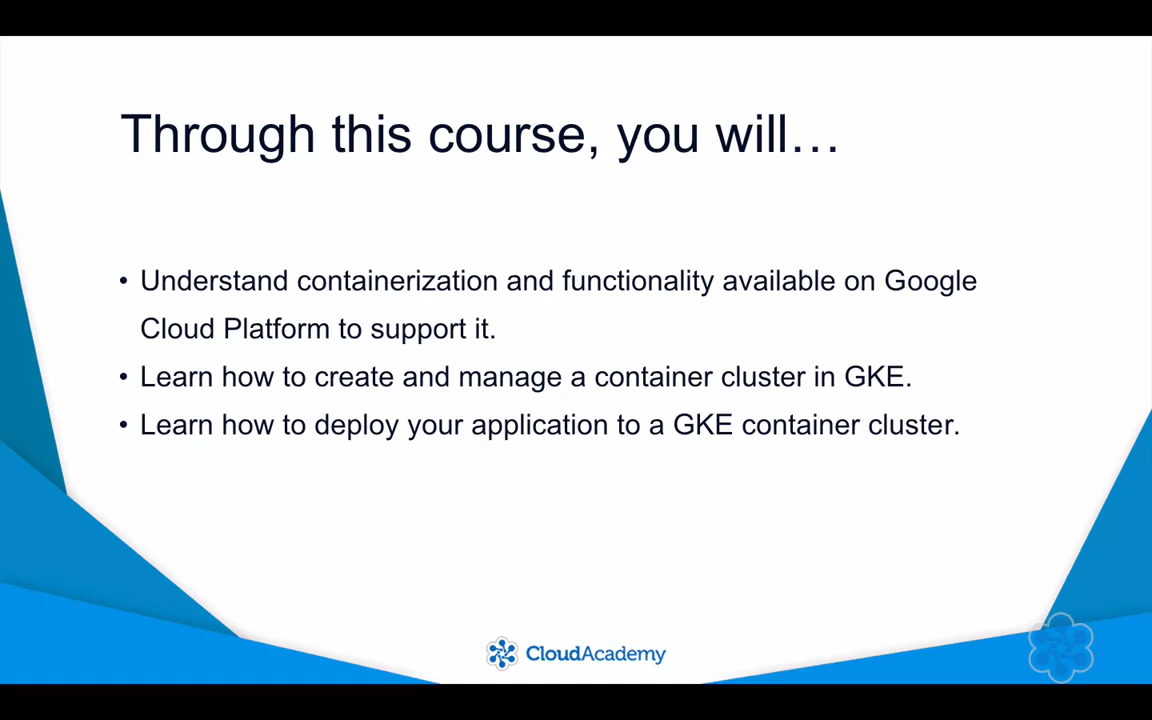 Through this course, you will…
• Understand containerization and functionality available on Google
Cloud Platform to support it.
• Learn how to create and manage a container cluster in GKE.
• Learn how to deploy your application to a GKE container cluster.
CloudAcademy